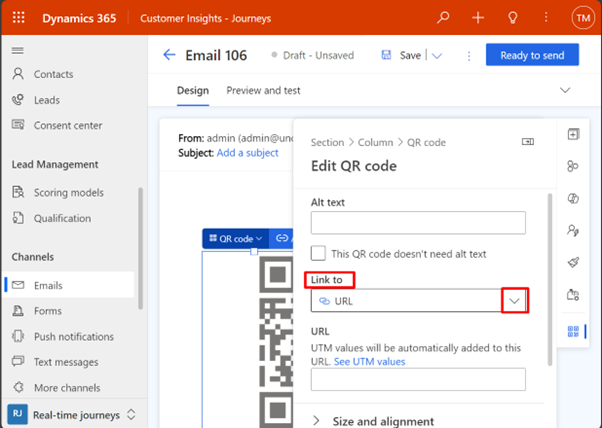 Dynamics 365
Customer Insights - Journeys
TM
Contacts
Leads
Consent center
Lead Management
Scoring models
Qualification
Channels
Emails
Forms
Push notifications
Text messages
More channels
RJ
Real-time journeys
Email 106
Draft - Unsaved
Save
Ready to send
Design
Preview and test
From: admin (admin@uno
Subject: Add a subject
QR code
Section > Column > QR code
Edit QR code
Alt text
This QR code doesn't need alt text
Link to
URL
URL
UTM values will be automatically added to this
URL. See UTM values
Size and alignment